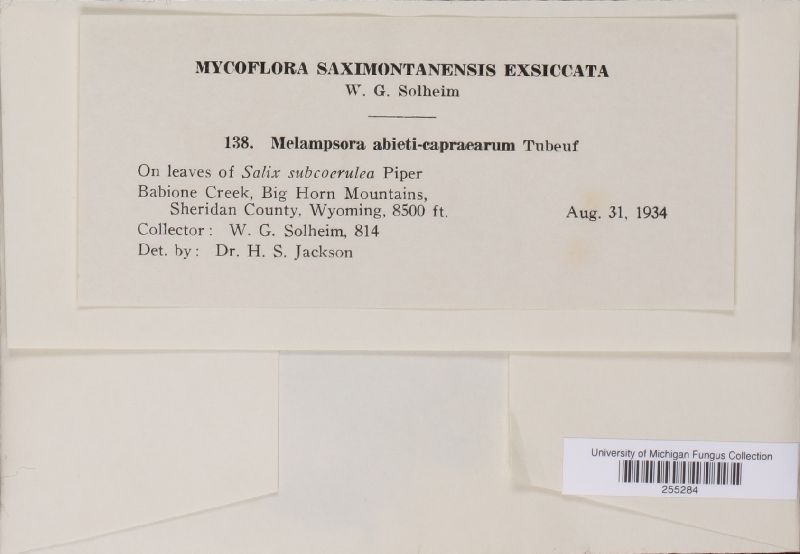 MYCOFLORA SAXIMONTANENSIS EXSICCATA
W. G. Solheim
138. Melampsora abieti-capraearum Tubeuf
On leaves of Salix subcoerulea Piper
Babione Creek, Big Horn Mountains,
Sheridan County, Wyoming, 8500 ft. Aug. 31, 1934
Collector: W. G. Solheim, 814
Det. by: Dr. H. S. Jackson
University of Michigan Fungus Collection
255284